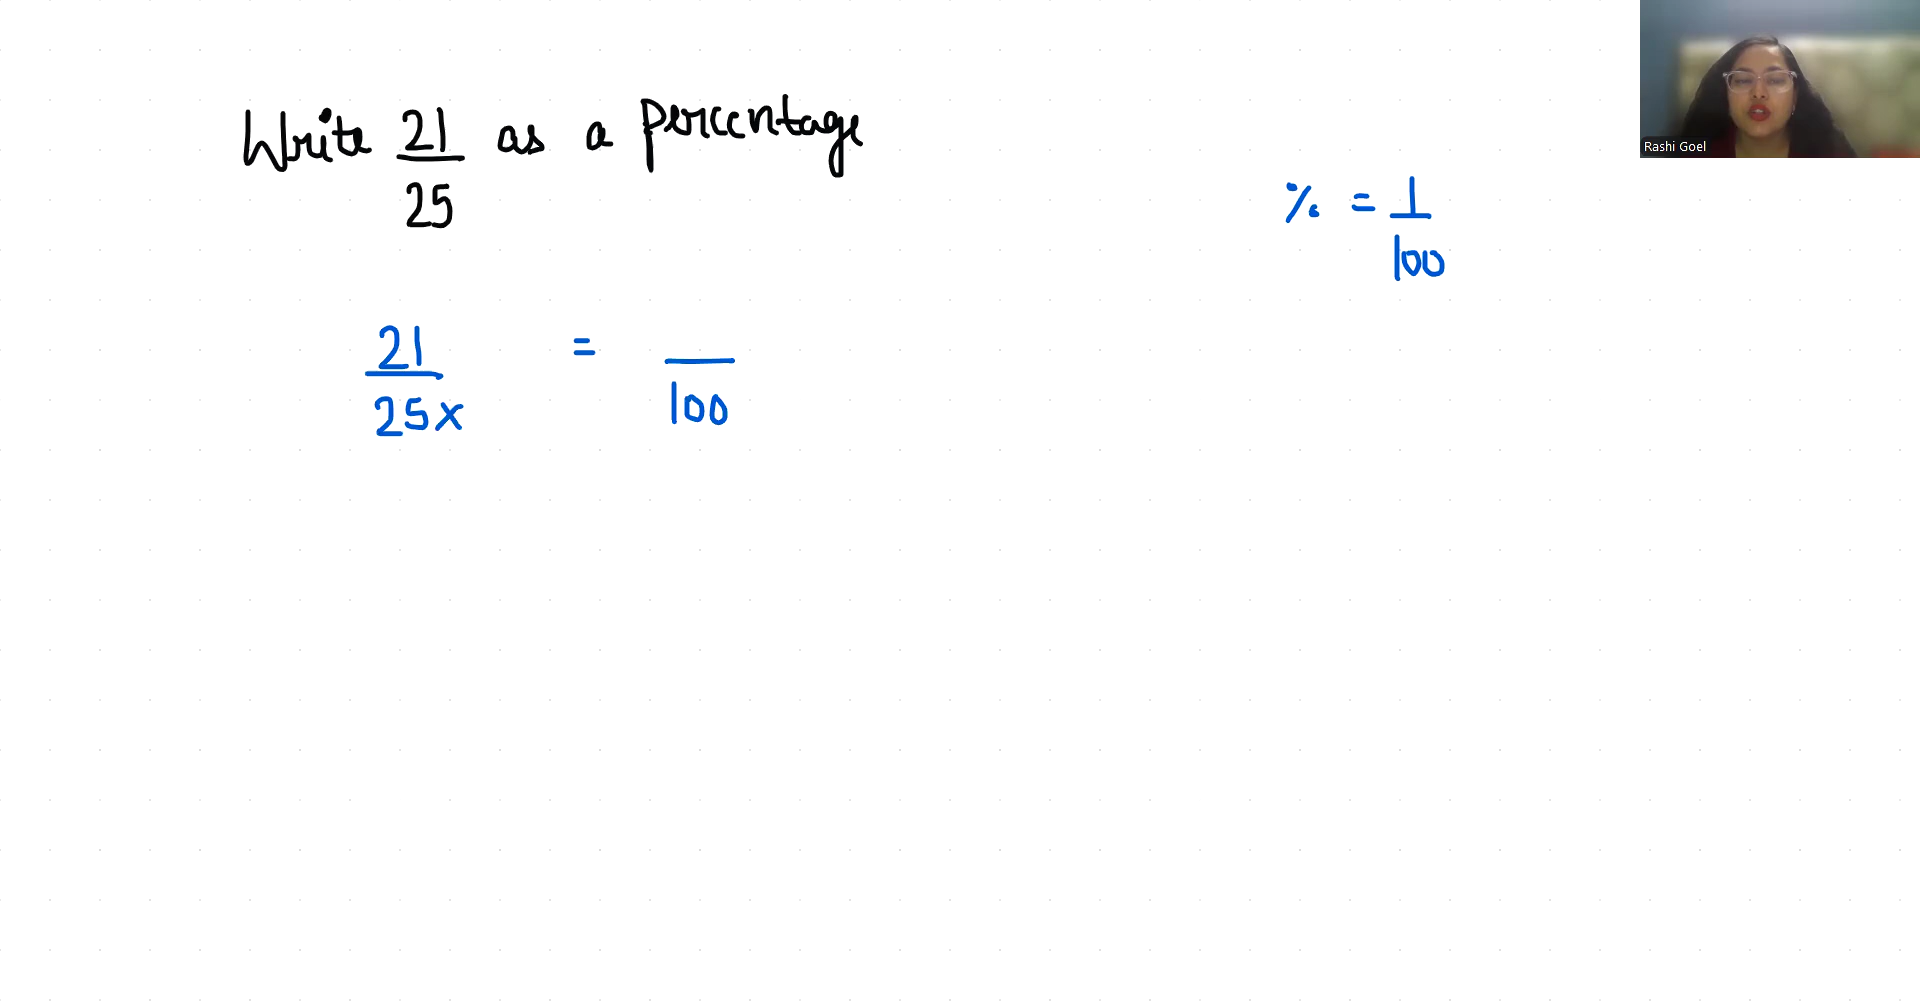 Write 21/25 as a percentage
% = 1/100
21/25x = /100
Rashi Goel